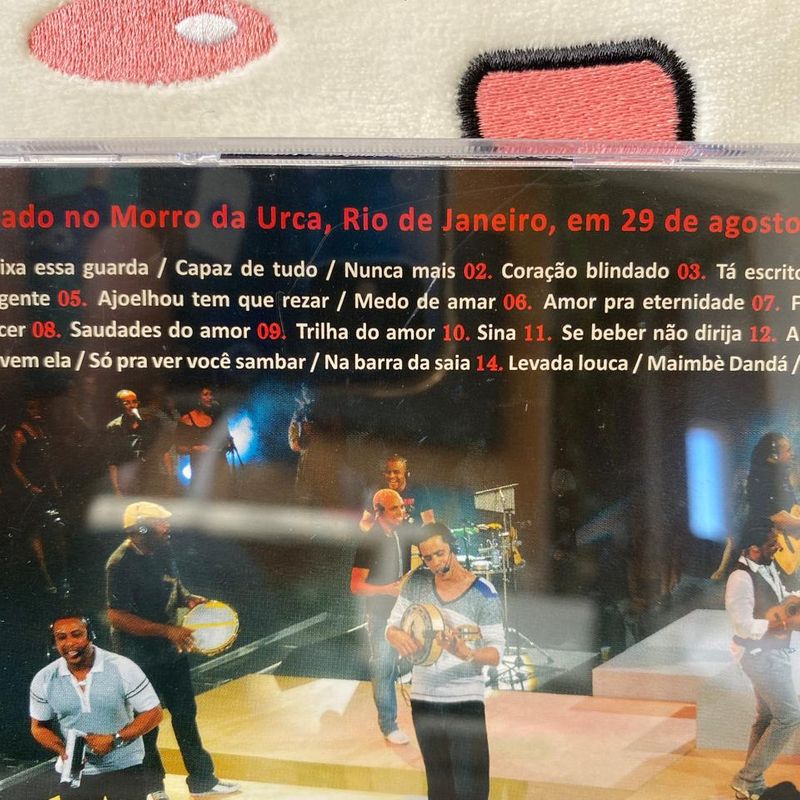 ado no Morro da Urca, Rio de Janeiro, em 29 de agosto
ixa essa guarda / Capaz de tudo / Nunca mais 02. Coração blindado 03. Tá escrito
gente 05. Ajoelhou tem que rezar / Medo de amar 06. Amor pra eternidade 07. F
cer 08. Saudades do amor 09. Trilha do amor 10. Sina 11. Se beber não dirija 12. A
vem ela / Só pra ver você sambar / Na barra da saia 14. Levada louca / Maimbè Dandá /